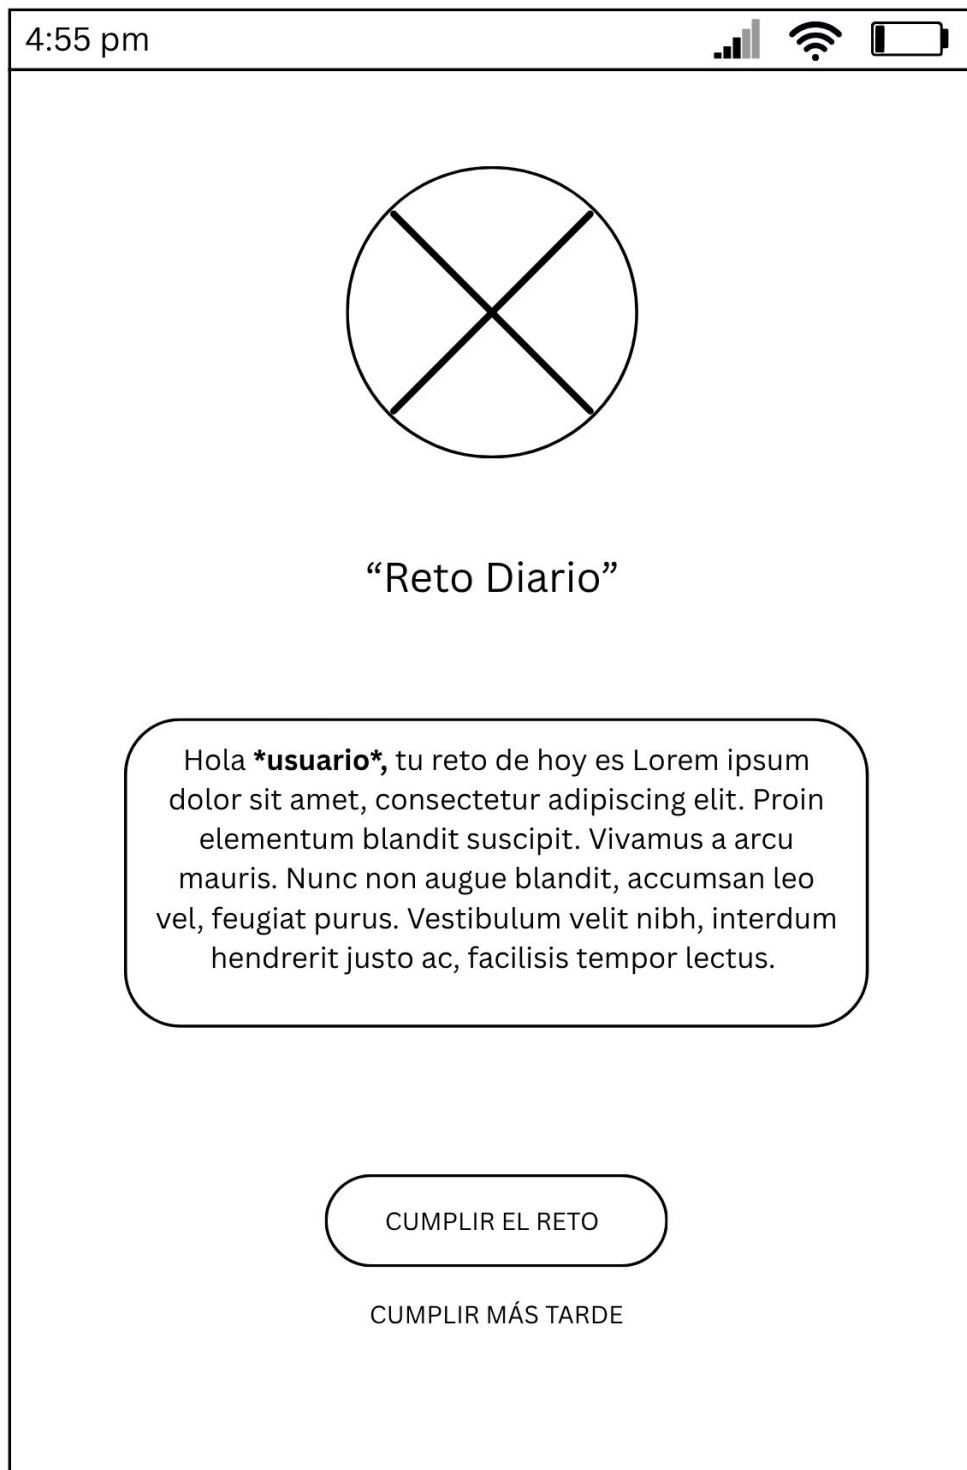 4:55 pm
“Reto Diario”
Hola *usuario*, tu reto de hoy es Lorem ipsum
dolor sit amet, consectetur adipiscing elit. Proin
elementum blandit suscipit. Vivamus a arcu
mauris. Nunc non augue blandit, accumsan leo
vel, feugiat purus. Vestibulum velit nibh, interdum
hendrerit justo ac, facilisis tempor lectus.
CUMPLIR EL RETO
CUMPLIR MÁS TARDE